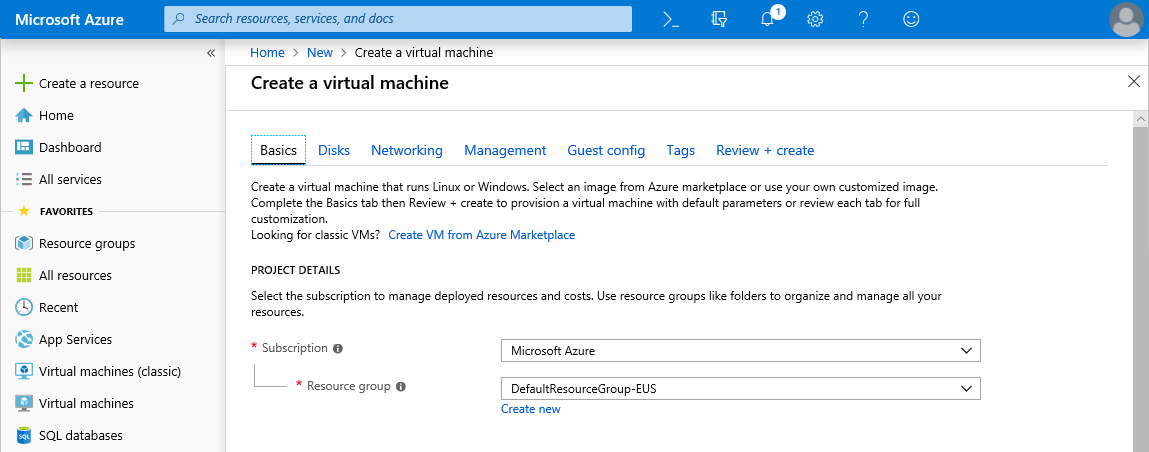 Microsoft Azure
Search resources, services, and docs
1
Create a resource
Home
Dashboard
All services
FAVORITES
Resource groups
All resources
Recent
App Services
Virtual machines (classic)
Virtual machines
SQL databases
Home > New > Create a virtual machine
Create a virtual machine
Basics Disks Networking Management Guest config Tags Review + create
Create a virtual machine that runs Linux or Windows. Select an image from Azure marketplace or use your own customized image.
Complete the Basics tab then Review + create to provision a virtual machine with default parameters or review each tab for full
customization.
Looking for classic VMs? Create VM from Azure Marketplace
PROJECT DETAILS
Select the subscription to manage deployed resources and costs. Use resource groups like folders to organize and manage all your
resources.
* Subscription Microsoft Azure
* Resource group DefaultResourceGroup-EUS
Create new